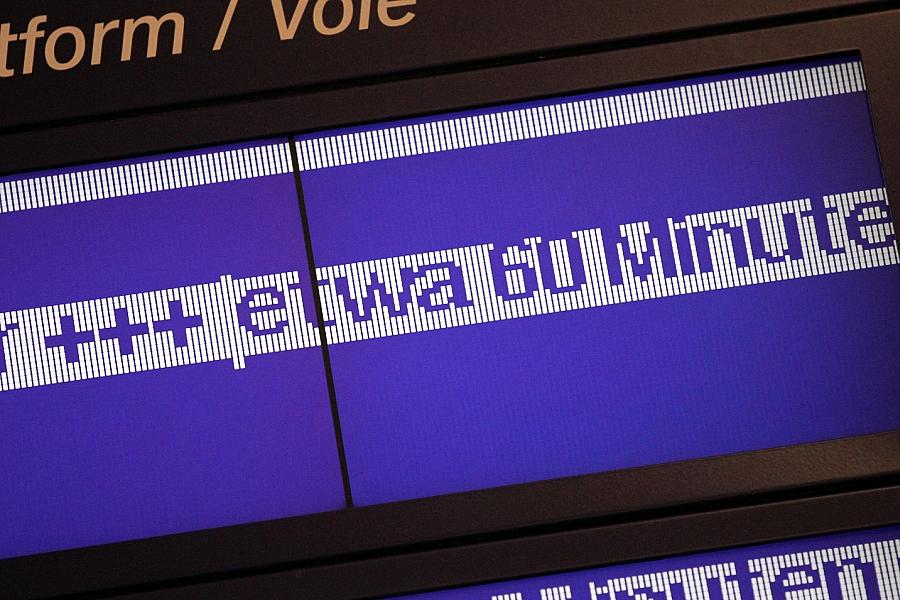 tform / Voie
+++ etwa 60 Minute